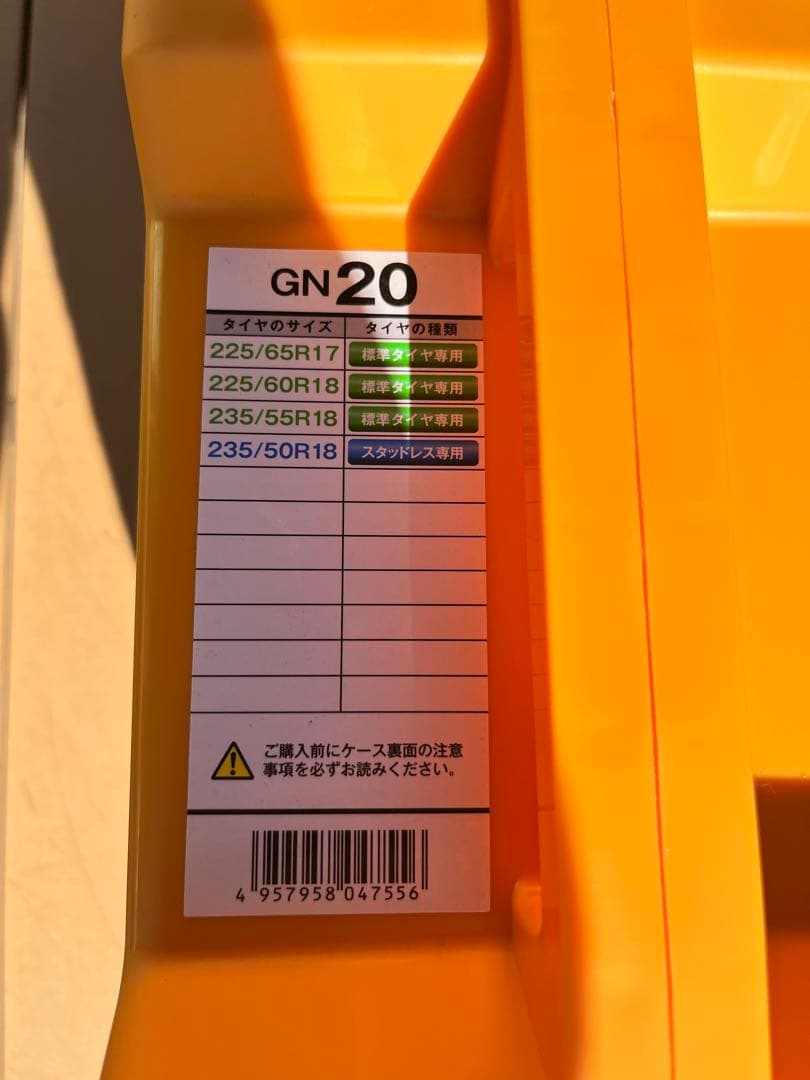 GN20
タイヤのサイズ タイヤの種類
225/65R17 標準タイヤ専用
225/60R18 標準タイヤ専用
235/55R18 標準タイヤ専用
235/50R18 スタッドレス専用
ご購入前にケース裏面の注意
事項を必ずお読みください。
4 957958 047556